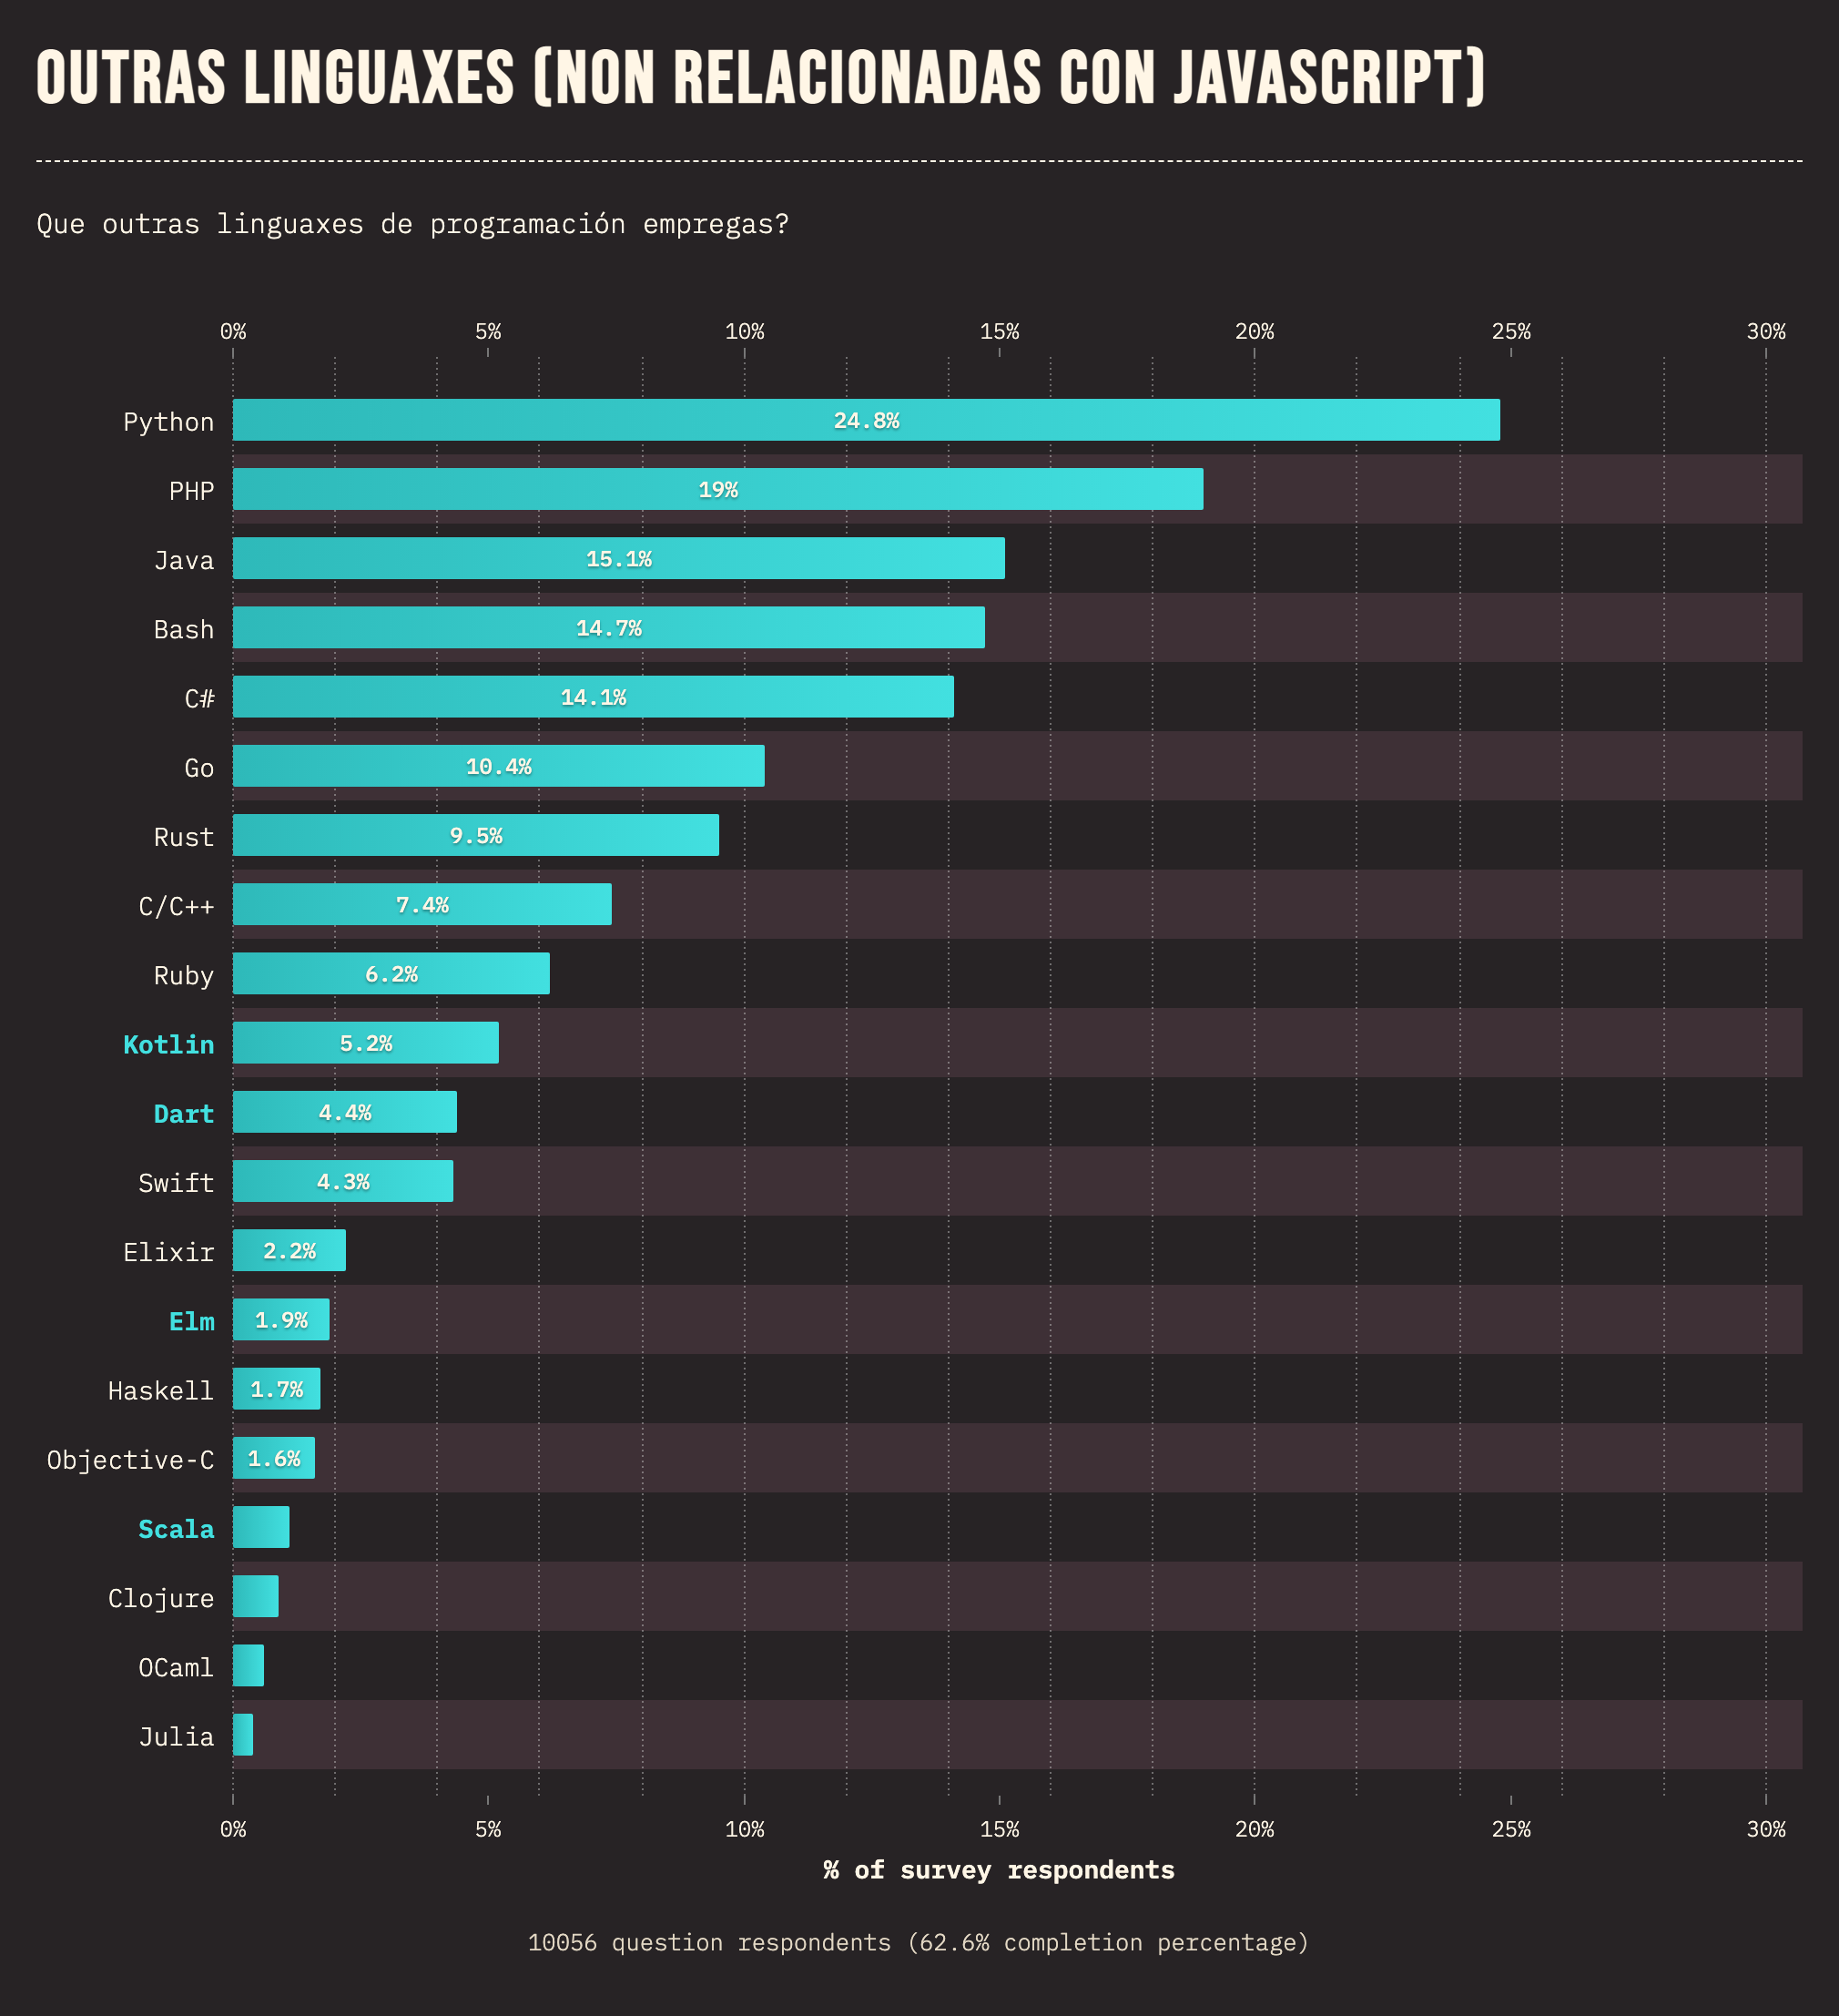 OUTRAS LINGUAXES (NON RELACIONADAS CON JAVASCRIPT)
Que outras linguaxes de programación empregas?
0% 5% 10% 15% 20% 25% 30%
Python 24.8%
PHP 19%
Java 15.1%
Bash 14.7%
C# 14.1%
Go 10.4%
Rust 9.5%
C/C++ 7.4%
Ruby 6.2%
Kotlin 5.2%
Dart 4.4%
Swift 4.3%
Elixir 2.2%
Elm 1.9%
Haskell 1.7%
Objective-C 1.6%
Scala
Clojure
OCaml
Julia
0% 5% 10% 15% 20% 25% 30%
% of survey respondents
10056 question respondents (62.6% completion percentage)